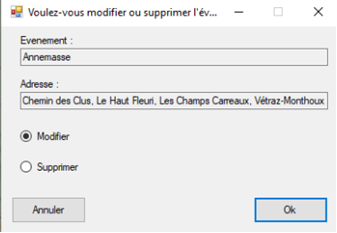 Voulez-vous modifier ou supprimer l'év...
Evenement :
Annemasse
Adresse :
Chemin des Clus, Le Haut Fleuri, Les Champs Carreaux, Vétraz-Monthoux
Modifier
Supprimer
Annuler
Ok